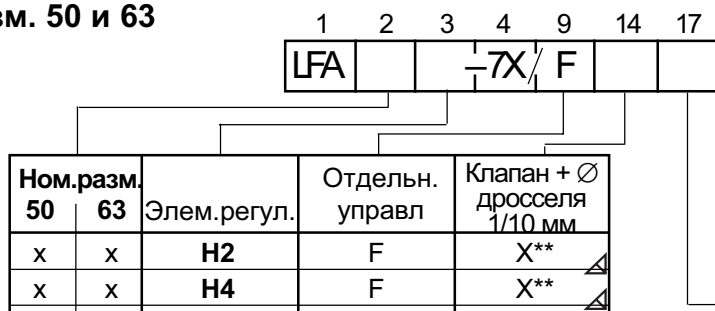 зм. 50 и 63
1 2 3 4 9 14 17
LFA –7X/ F
Ном.разм. Элем.регул. Отдельн. управл Клапан + ∅ дросселя 1/10 мм
50 63
x x H2 F X**
x x H4 F X**